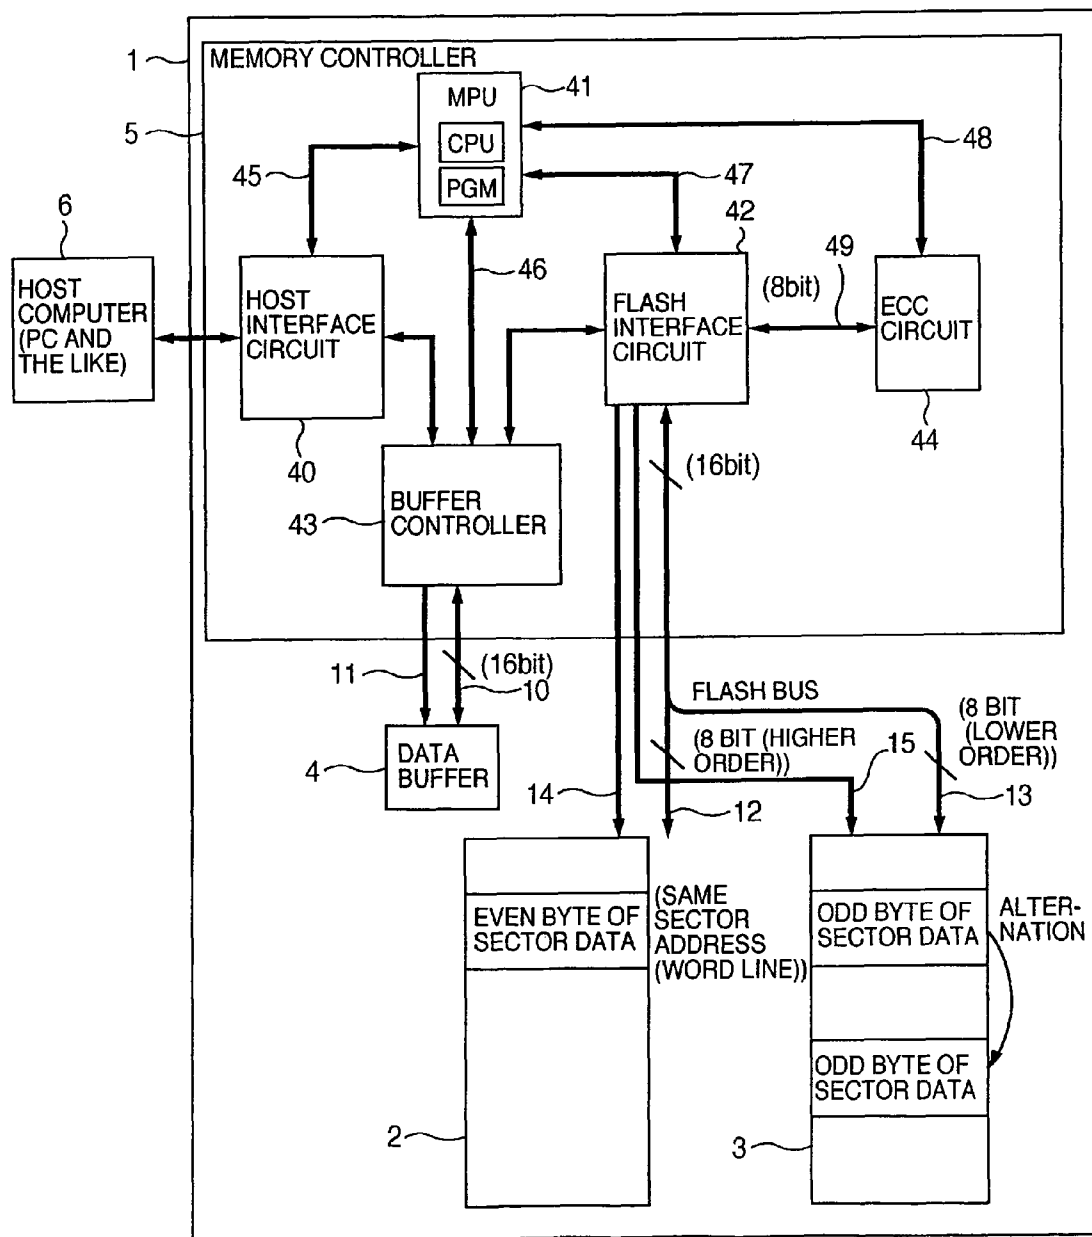 1
MEMORY CONTROLLER
5
MPU
41
CPU
PGM
45
47
48
6
42
46
49
HOST
COMPUTER
(PC AND
THE LIKE)
HOST
INTERFACE
CIRCUIT
FLASH
INTERFACE
CIRCUIT
(8bit)
ECC
CIRCUIT
40
44
(16bit)
43
BUFFER
CONTROLLER
11
(16bit)
10
FLASH BUS
(8 BIT
(LOWER
ORDER))
(8 BIT (HIGHER
ORDER))
15
4
DATA
BUFFER
14
12
13
EVEN BYTE OF
SECTOR DATA
(SAME
SECTOR
ADDRESS
(WORD LINE))
ODD BYTE OF
SECTOR DATA
ALTER-
NATION
ODD BYTE OF
SECTOR DATA
2
3